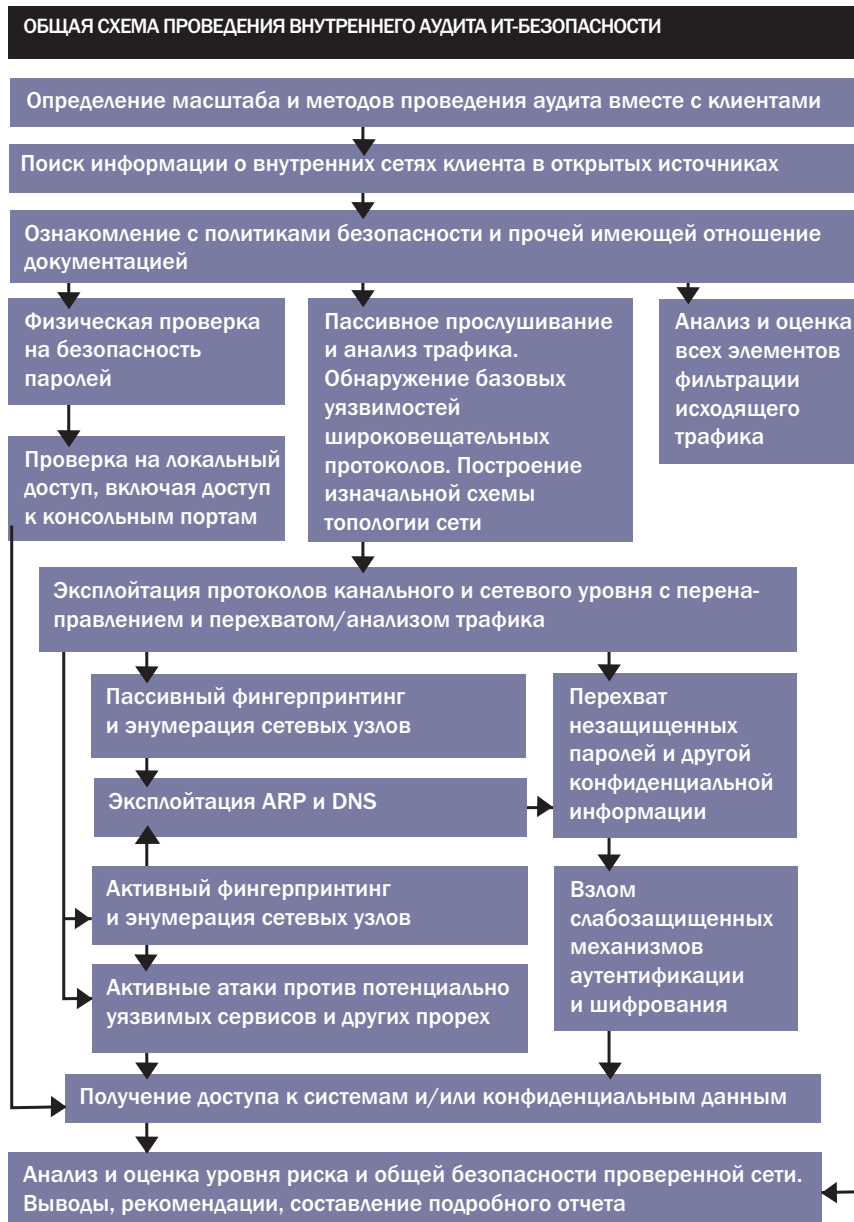 ОБЩАЯ СХЕМА ПРОВЕДЕНИЯ ВНУТРЕННЕГО АУДИТА ИТ-БЕЗОПАСНОСТИ
Определение масштаба и методов проведения аудита вместе с клиентами
Поиск информации о внутренних сетях клиента в открытых источниках
Ознакомление с политиками безопасности и прочей имеющей отношение
документацией
Физическая проверка
на безопасность
паролей
Проверка на локальный
доступ, включая доступ
к консольным портам
Пассивное прослушивание
и анализ трафика.
Обнаружение базовых
уязвимостей
широковещательных
протоколов. Построение
изначальной схемы
топологии сети
Анализ и оценка
всех элементов
фильтрации
исходящего
трафика
Эксплойтация протоколов канального и сетевого уровня с перена-
правлением и перехватом/анализом трафика
Пассивный фингерпринтинг
и энумерация сетевых узлов
Эксплойтация ARP и DNS
Активный фингерпринтинг
и энумерация сетевых узлов
Активные атаки против потенциально
уязвимых сервисов и других прорех
Перехват
незащищенных
паролей и другой
конфиденциальной
информации
Взлом
слабозащищенных
механизмов
аутентификации
и шифрования
Получение доступа к системам и/или конфиденциальным данным
Анализ и оценка уровня риска и общей безопасности проверенной сети.
Выводы, рекомендации, составление подробного отчета